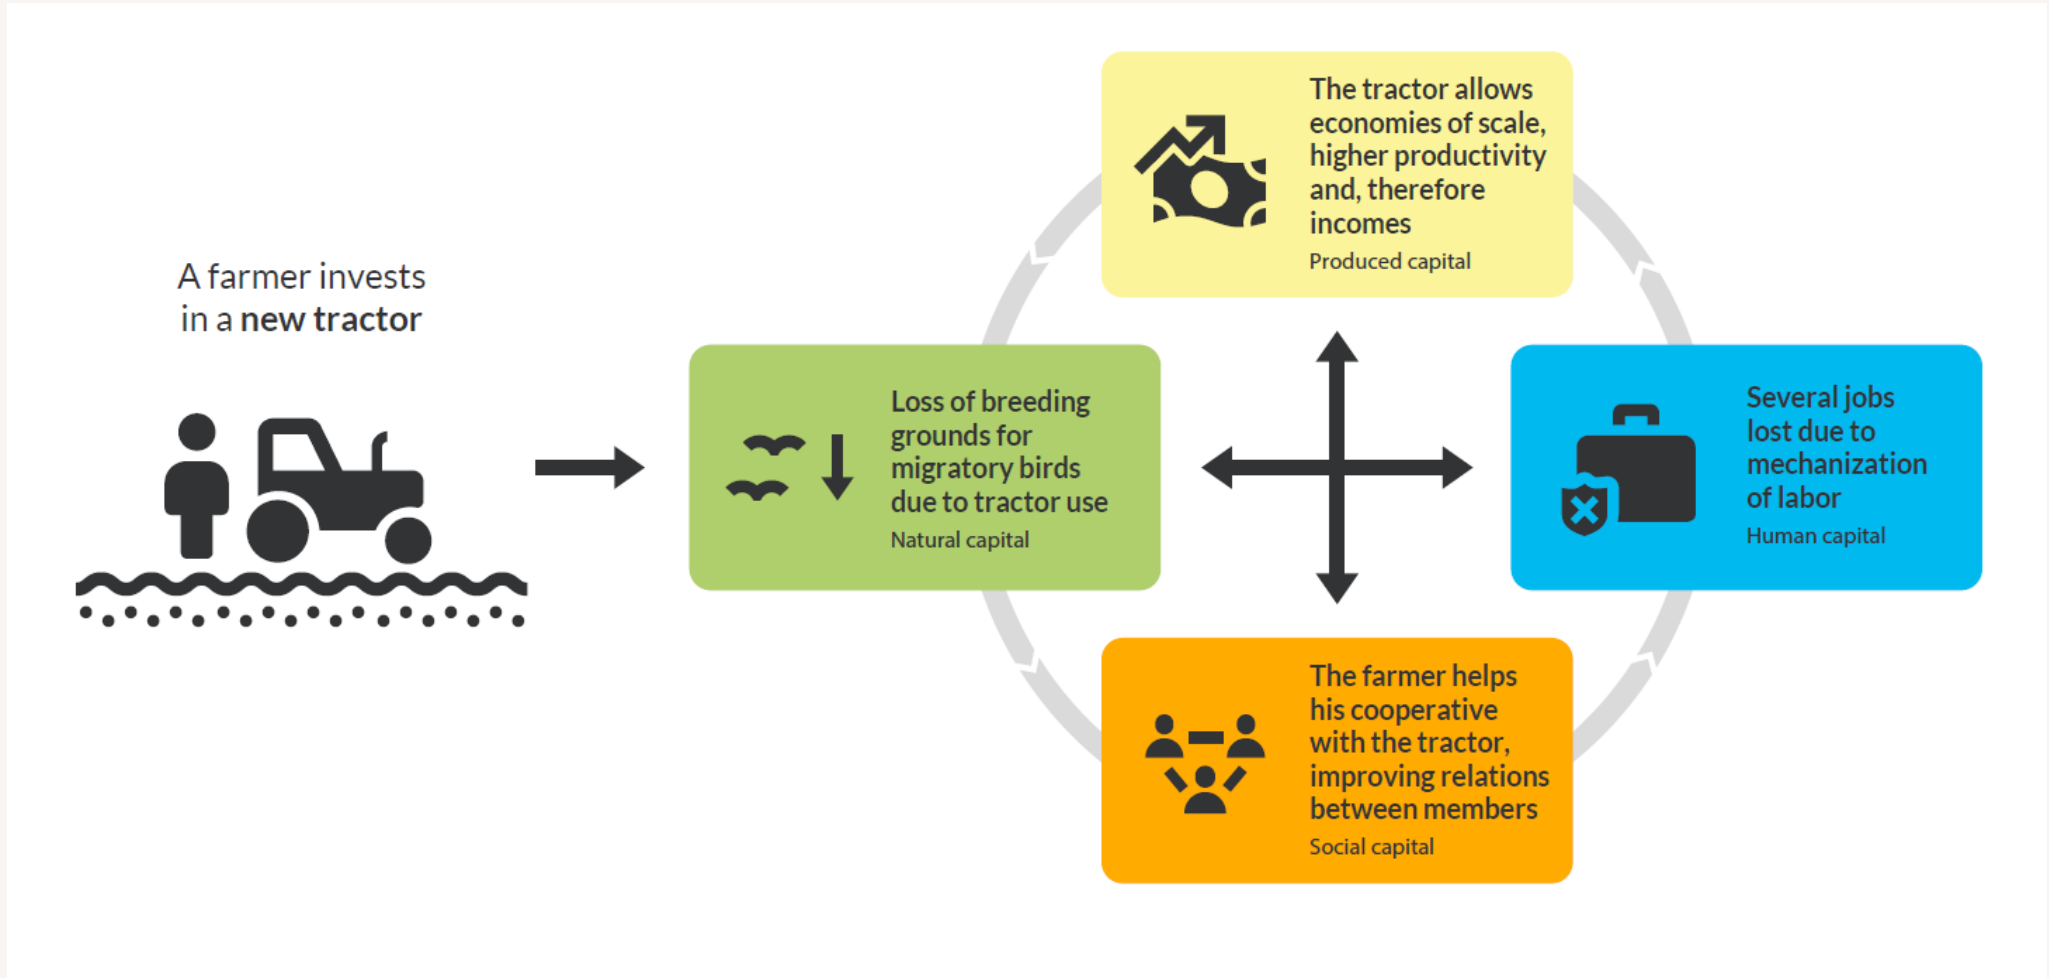 A farmer invests
in a new tractor
The tractor allows
economies of scale,
higher productivity
and, therefore
incomes
Produced capital
Loss of breeding
grounds for
migratory birds
due to tractor use
Natural capital
Several jobs
lost due to
mechanization
of labor
Human capital
The farmer helps
his cooperative
with the tractor,
improving relations
between members
Social capital